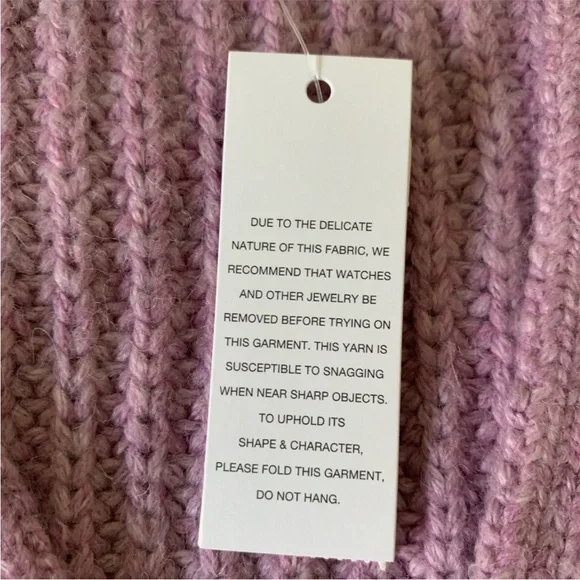 DUE TO THE DELICATE
NATURE OF THIS FABRIC, WE
RECOMMEND THAT WATCHES
AND OTHER JEWELRY BE
REMOVED BEFORE TRYING ON
THIS GARMENT. THIS YARN IS
SUSCEPTIBLE TO SNAGGING
WHEN NEAR SHARP OBJECTS.
TO UPHOLD ITS
SHAPE & CHARACTER,
PLEASE FOLD THIS GARMENT,
DO NOT HANG.